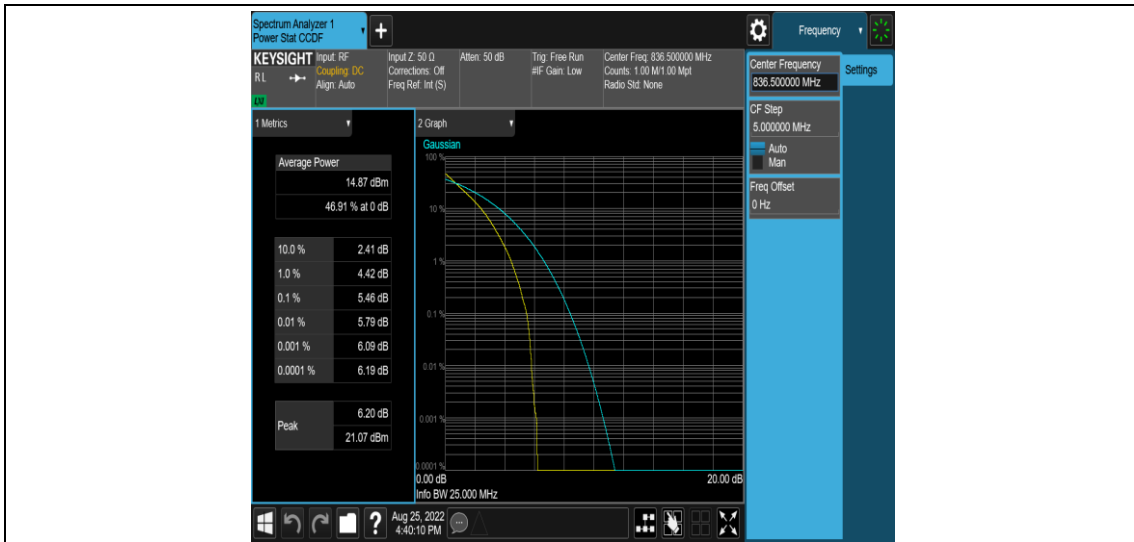 Spectrum Analyzer 1
Power Stat CCDF
+
Frequency
KEYSIGHT
RL
Input: RF
Coupling: DC
Align: Auto
Input Z: 50 Ω
Corrections: Off
Freq Ref: Int (S)
Atten: 50 dB
Trig: Free Run
#IF Gain: Low
Center Freq: 836.500000 MHz
Counts: 1.00 M/1.00 Mpt
Radio Std: None
Center Frequency
836.500000 MHz
Settings
CF Step
5.000000 MHz
Auto
Man
Freq Offset
0 Hz
1 Metrics
Average Power
14.87 dBm
46.91 % at 0 dB
10.0 % 2.41 dB
1.0 % 4.42 dB
0.1 % 5.46 dB
0.01 % 5.79 dB
0.001 % 6.09 dB
0.0001 % 6.19 dB
Peak
6.20 dB
21.07 dBm
2 Graph
Gaussian
100 %
10 %
1 %
0.1 %
0.01 %
0.001 %
0.0001 %
0.00 dB 20.00 dB
Info BW 25.000 MHz
?
Aug 25, 2022
4:40:10 PM